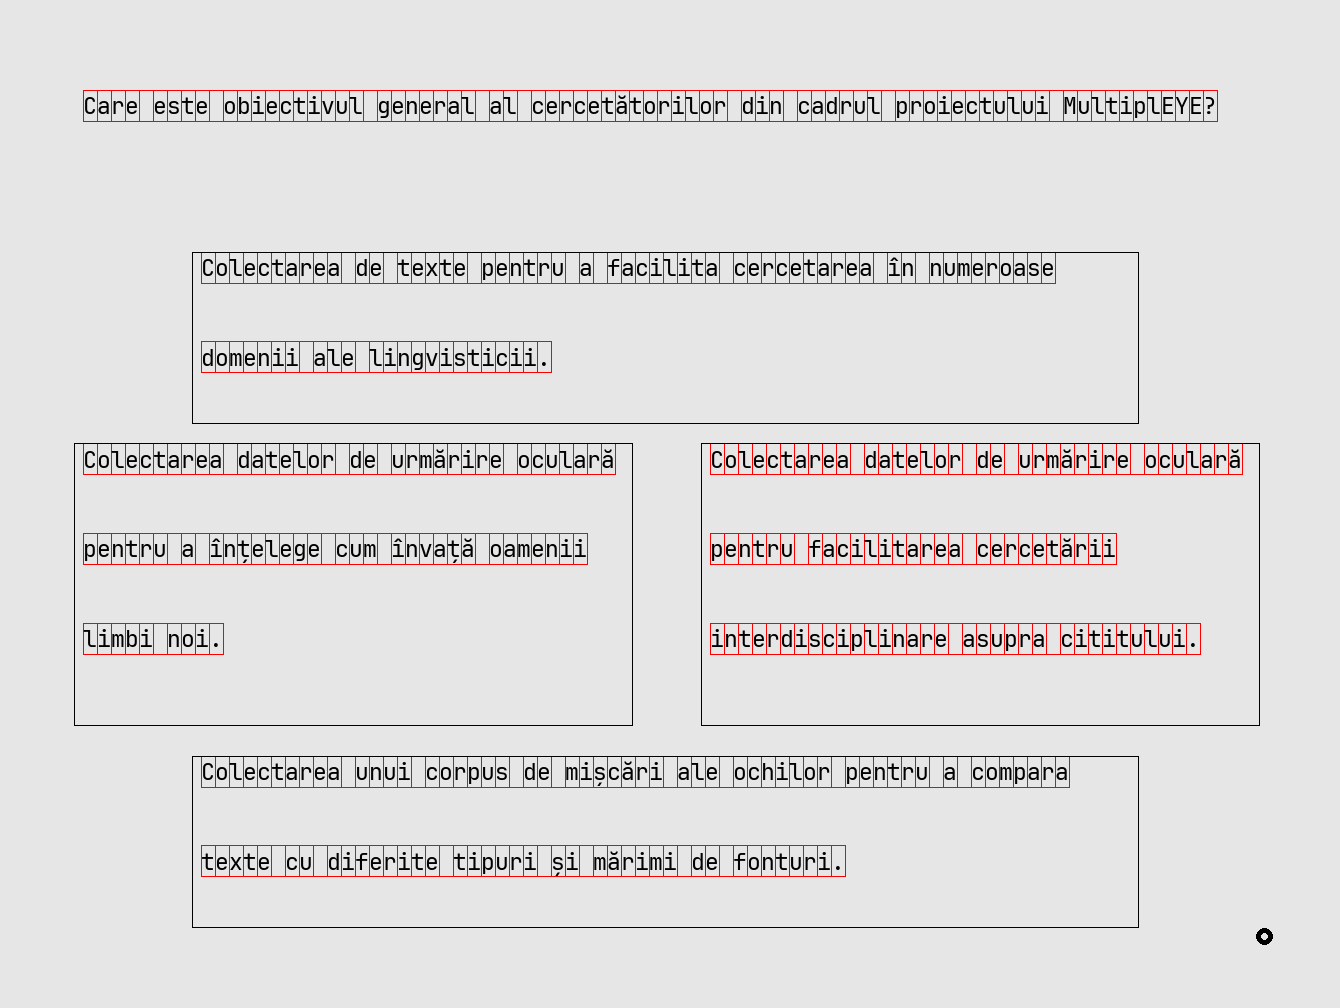 Care este obiectivul general al cercetătorilor din cadrul proiectului MultiplEYE?
Colectarea de texte pentru a facilita cercetarea în numeroase
domenii ale lingvisticii.
Colectarea datelor de urmărire oculară
pentru a înțelege cum învață oamenii
limbi noi.
Colectarea datelor de urmărire oculară
pentru facilitarea cercetării
interdisciplinare asupra cititului.
Colectarea unui corpus de mișcări ale ochilor pentru a compara
texte cu diferite tipuri și mărimi de fonturi.